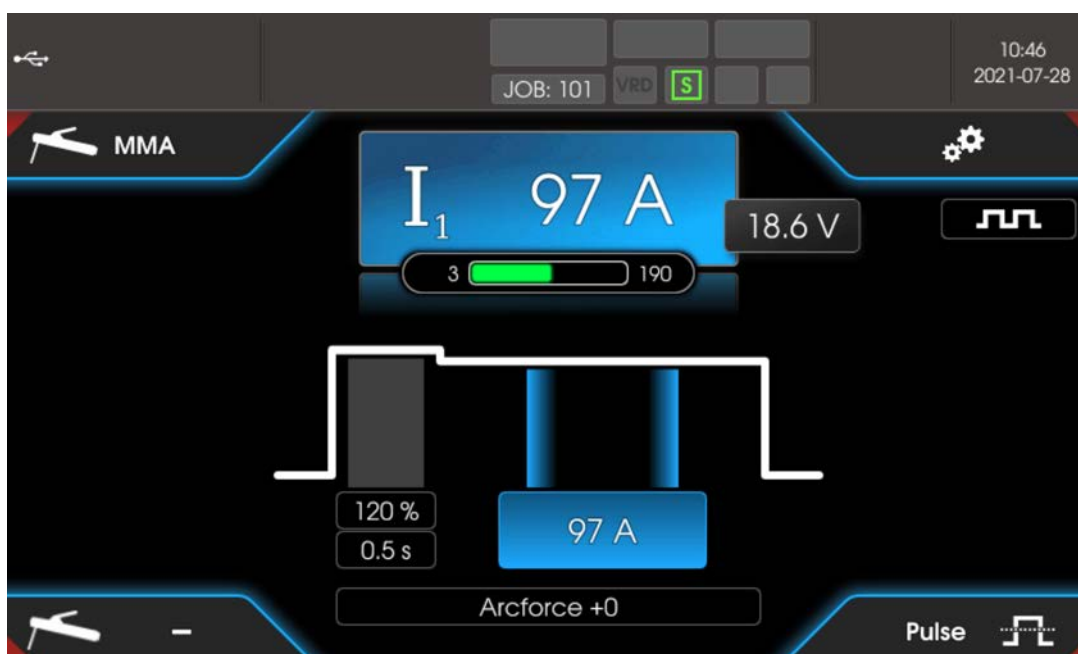 10:46
2021-07-28
JOB: 101 VRD S
MMA
I1 97 A
18.6 V
3 190
120 %
0.5 s
97 A
Arcforce +0
–
Pulse